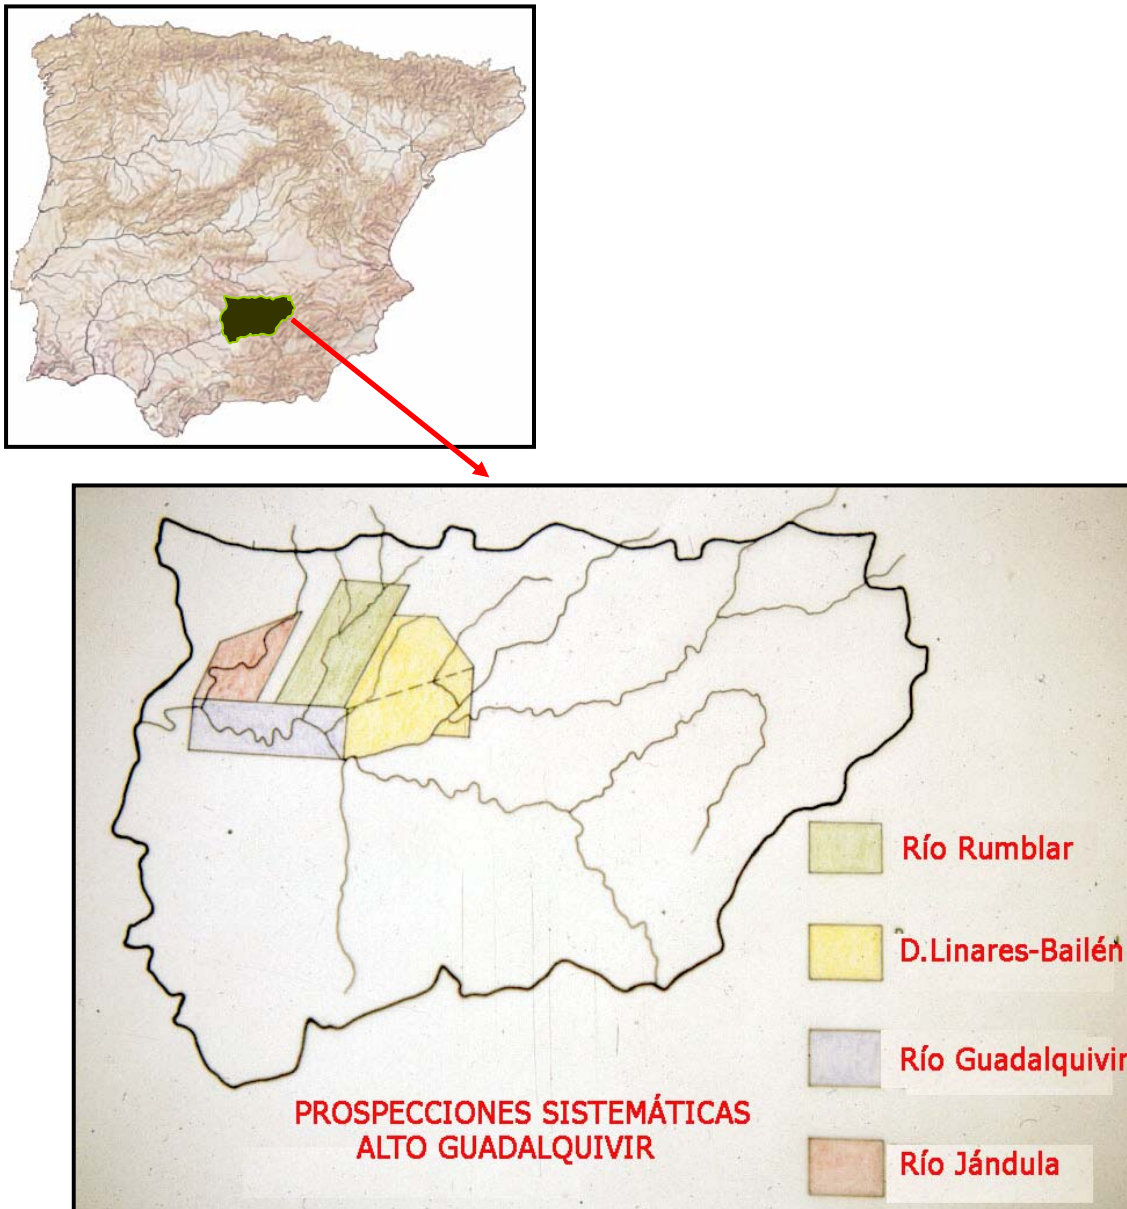 Río Rumblar
D.Linares-Bailén
Río Guadalquivir
PROSPECCIONES SISTEMÁTICAS
ALTO GUADALQUIVIR
Río Jándula